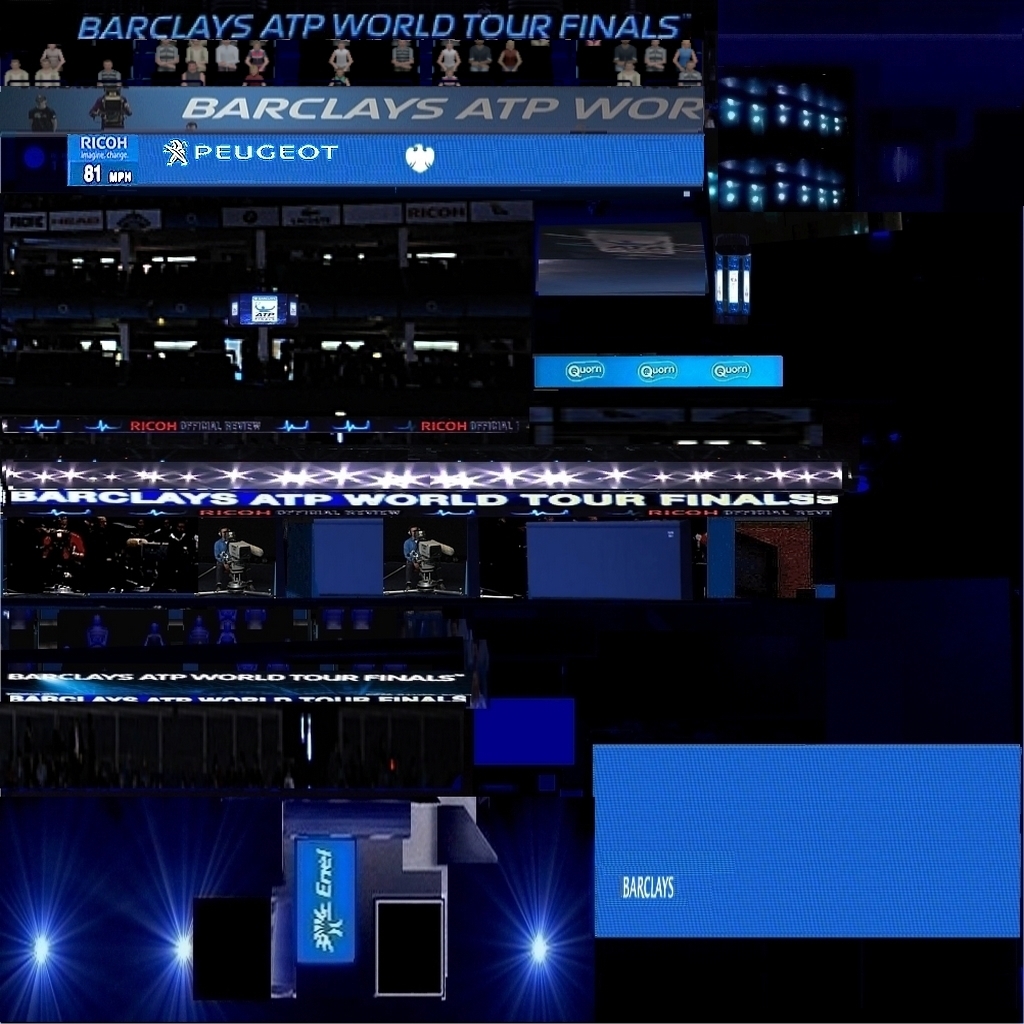 BARCLAYS ATP WORLD TOUR FINALS™
BARCLAYS ATP WOR
RICOH
imagine. change.
81 MPH
PEUGEOT
PACIFIC HEAD RICOH
ATP
Quorn Quorn Quorn
RICOH OFFICIAL REVIEW RICOH OFFICIAL
BARCLAYS ATP WORLD TOUR FINALS
RICOH OFFICIAL REVIEW RICOH OFFICIAL
BARCLAYS ATP WORLD TOUR FINALS™
BARCLAYS ATP WORLD TOUR FINALS
BARCLAYS